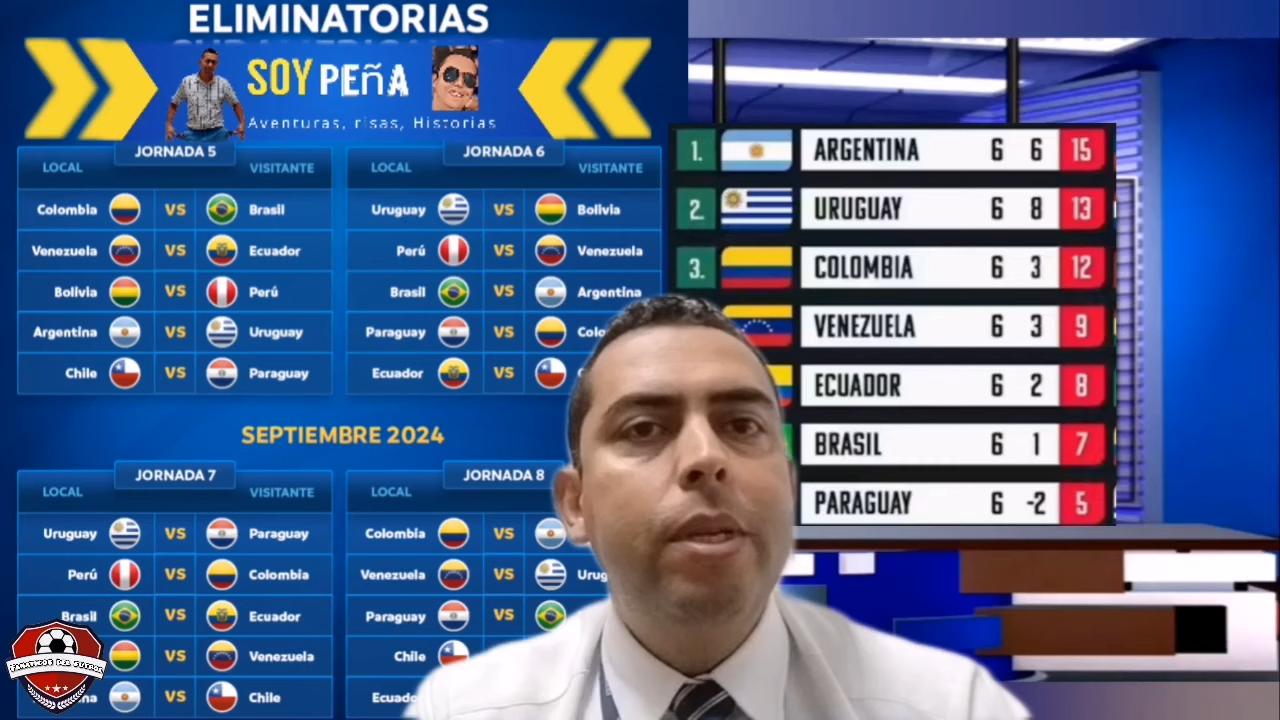 ELIMINATORIAS
SOY PEÑA
Aventuras, risas, Historias
JORNADA 5
LOCAL VISITANTE
Colombia VS Brasil
Venezuela VS Ecuador
Bolivia VS Perú
Argentina VS Uruguay
Chile VS Paraguay
JORNADA 6
LOCAL VISITANTE
Uruguay VS Bolivia
Perú VS Venezuela
Brasil VS Argentina
Paraguay VS Colo
Ecuador VS
SEPTIEMBRE 2024
JORNADA 7
LOCAL VISITANTE
Uruguay VS Paraguay
Perú VS Colombia
Brasil VS Ecuador
VS Venezuela
na VS Chile
JORNADA 8
LOCAL
Colombia VS
Venezuela VS Urug
Paraguay VS
Chile
Ecuado
1. ARGENTINA 6 6 15
2. URUGUAY 6 8 13
3. COLOMBIA 6 3 12
VENEZUELA 6 3 9
ECUADOR 6 2 8
BRASIL 6 1 7
PARAGUAY 6 -2 5